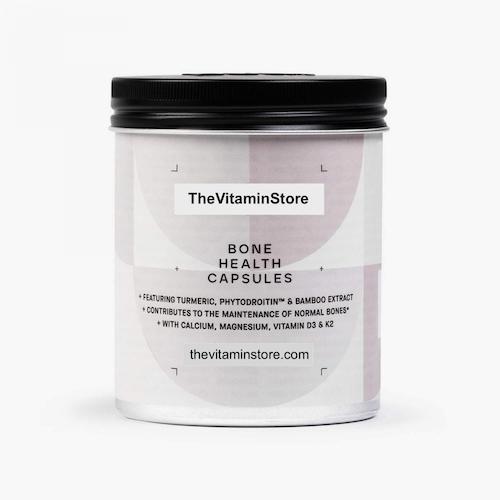 TheVitaminStore
BONE
HEALTH
CAPSULES
+ FEATURING TURMERIC, PHYTODROITIN™ & BAMBOO EXTRACT
+ CONTRIBUTES TO THE MAINTENANCE OF NORMAL BONES*
+ WITH CALCIUM, MAGNESIUM, VITAMIN D3 & K2
thevitaminstore.com